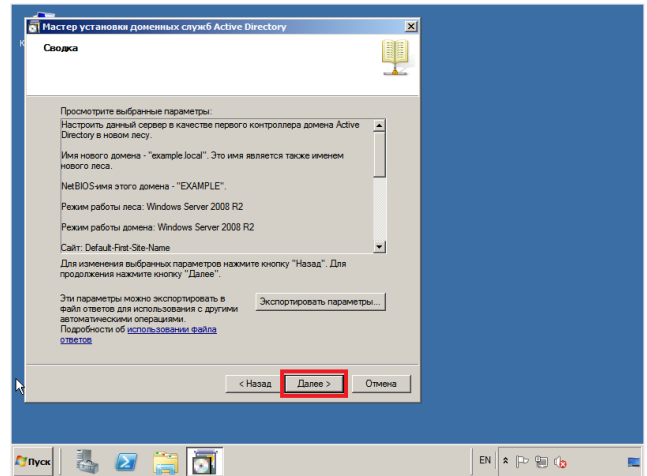 Мастер установки доменных служб Active Directory
Сводка
Просмотрите выбранные параметры:
Настроить данный сервер в качестве первого контроллера домена Active
Directory в новом лесу.
Имя нового домена - "example.local". Это имя является также именем
нового леса.
NetBIOS-имя этого домена - "EXAMPLE".
Режим работы леса: Windows Server 2008 R2
Режим работы домена: Windows Server 2008 R2
Сайт: Default-First-Site-Name
Для изменения выбранных параметров нажмите кнопку "Назад". Для
продолжения нажмите кнопку "Далее".
Эти параметры можно экспортировать в
файл ответов для использования с другими
автоматическими операциями.
Подробности об использовании файла
ответов
Экспортировать параметры...
< Назад
Далее >
Отмена
Пуск
EN